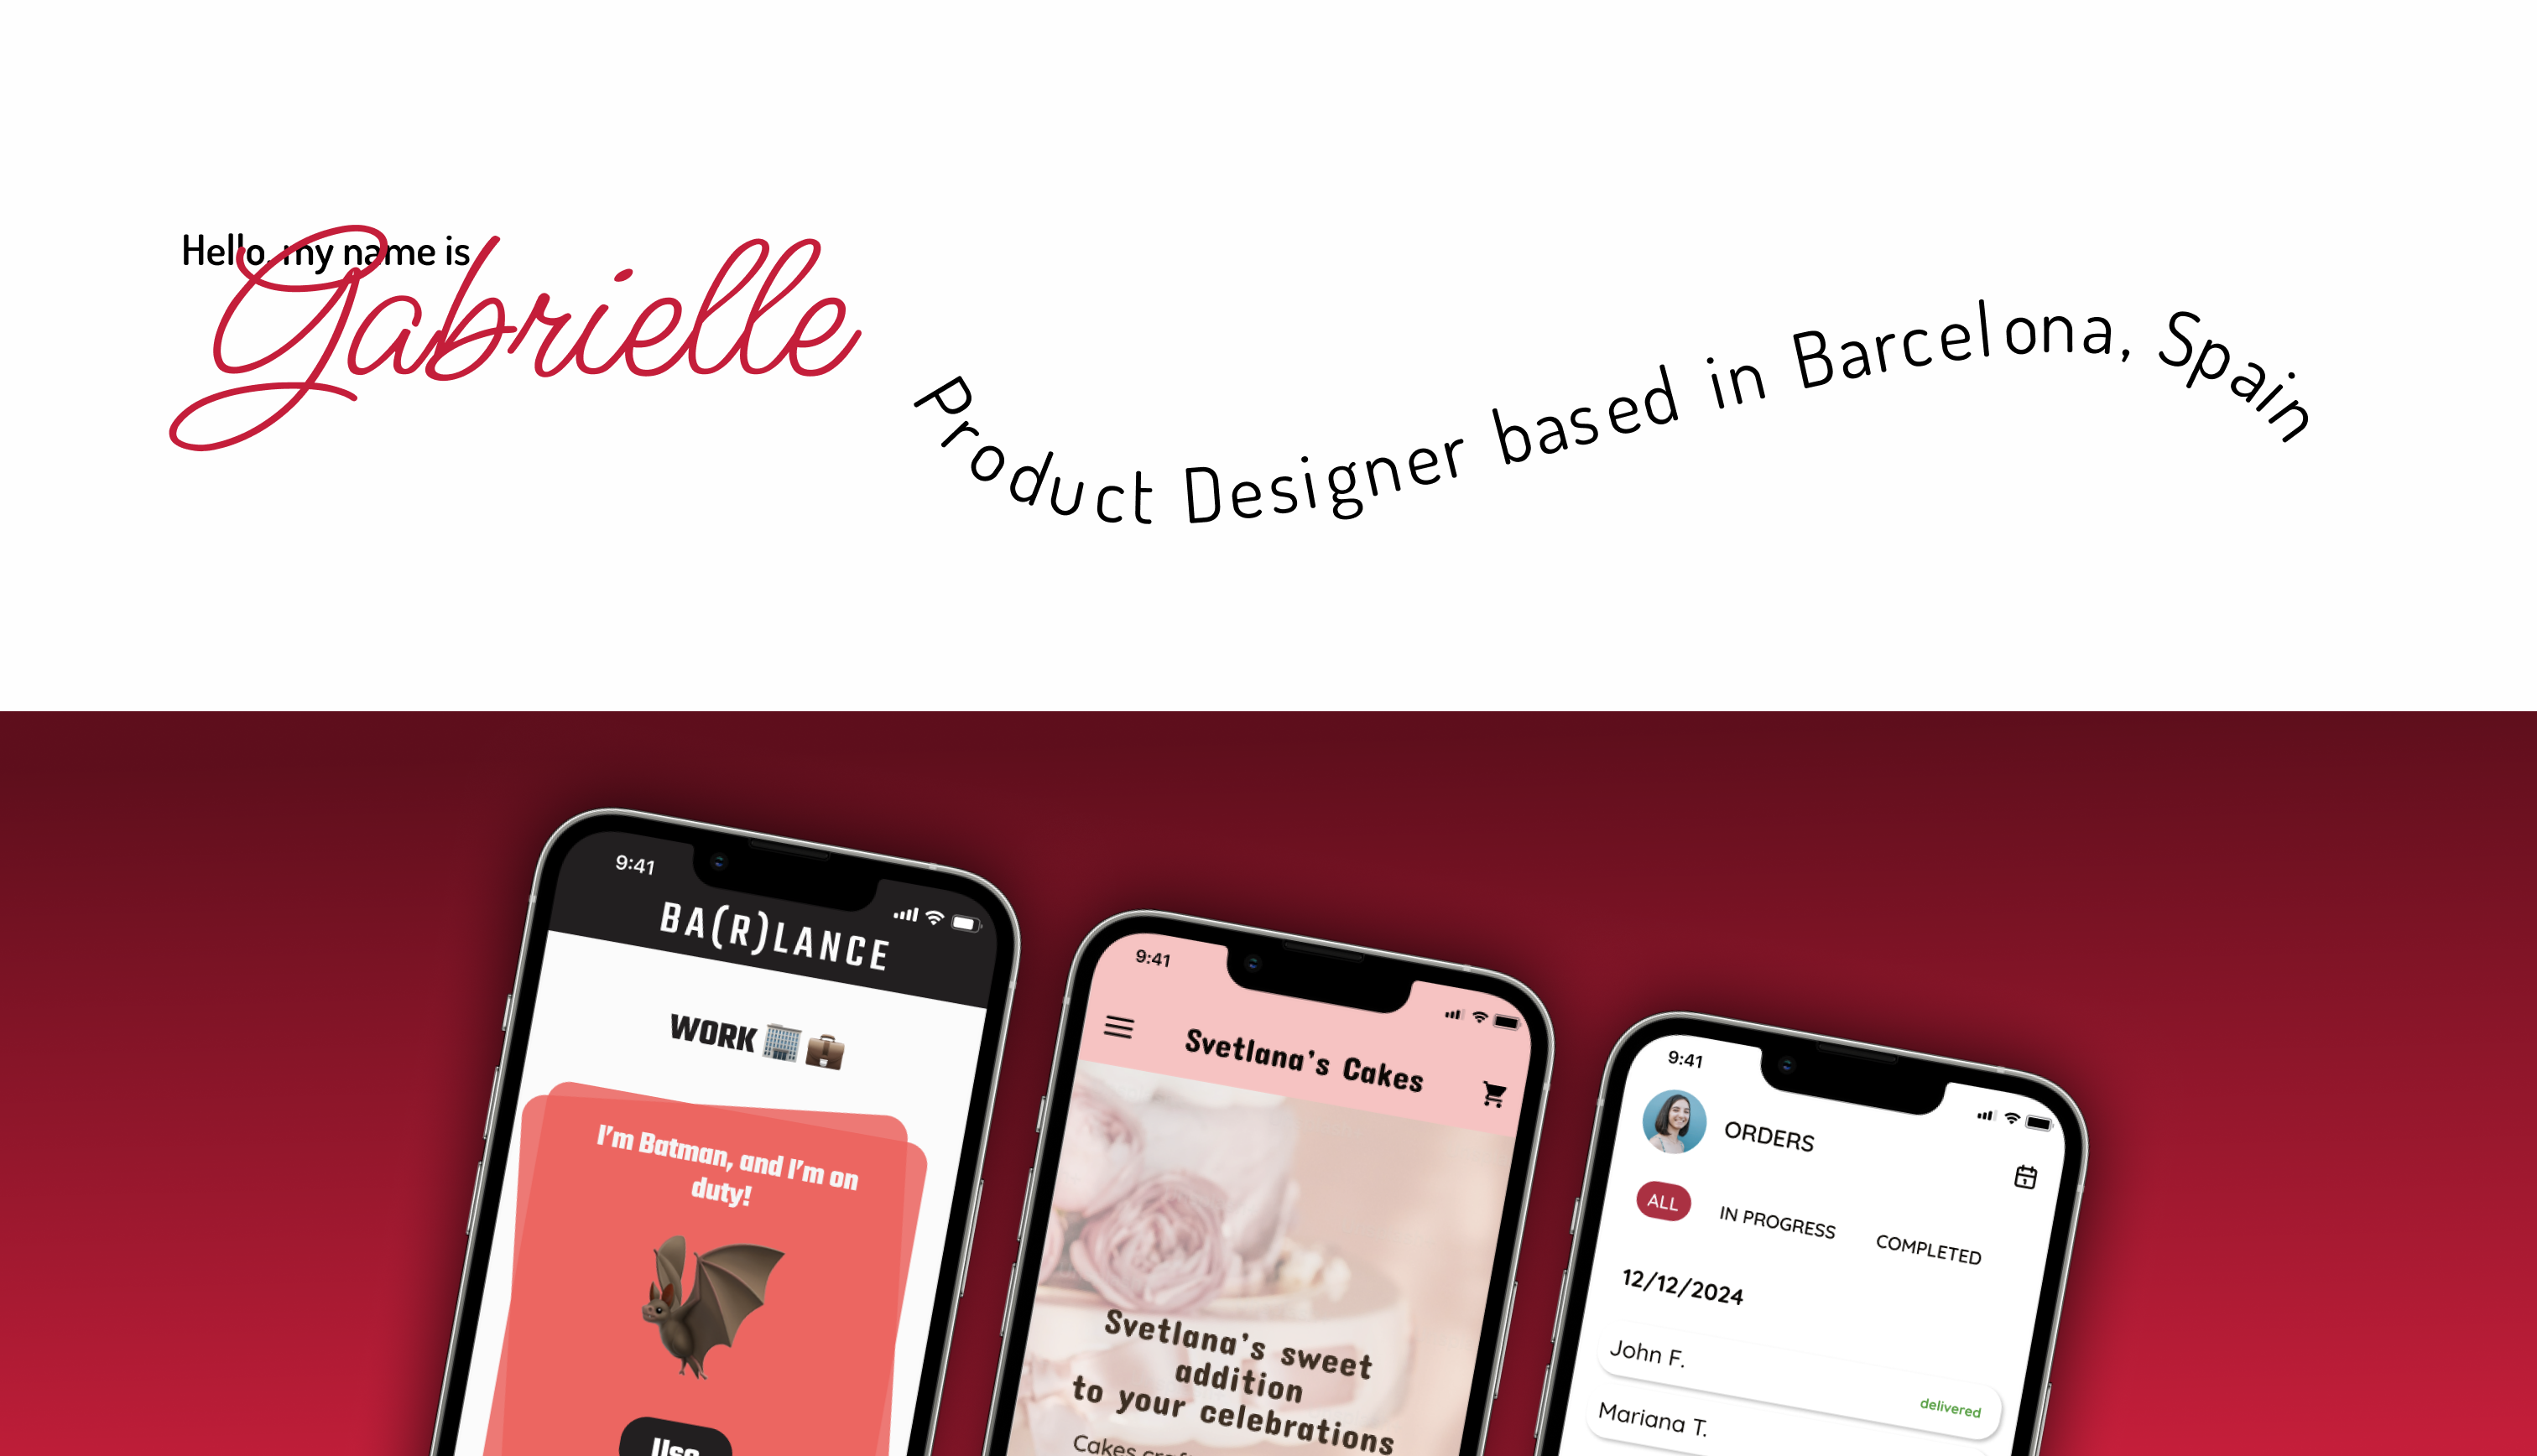 Hello, my name is
Gabrielle
Product Designer based in Barcelona, Spain
9:41
BA(R)LANCE
WORK
I'm Batman, and I'm on
duty!
Use
9:41
Svetlana's Cakes
Svetlana's sweet
addition
to your celebrations
Cakes
9:41
ORDERS
ALL
IN PROGRESS
COMPLETED
12/12/2024
John F.
delivered
Mariana T.